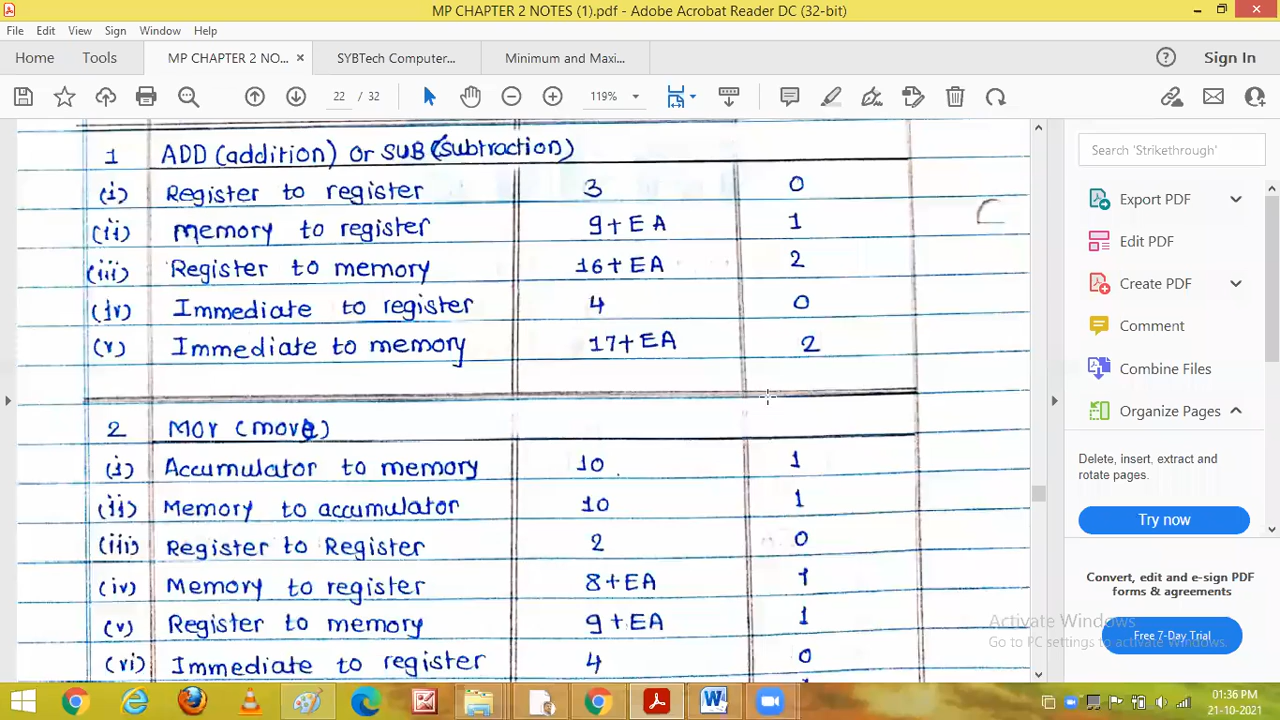 MP CHAPTER 2 NOTES (1).pdf - Adobe Acrobat Reader DC (32-bit)
File Edit View Sign Window Help
Home Tools MP CHAPTER 2 NO... × SYBTech Computer... Minimum and Maxi... Sign In
22 / 32 119%
1 ADD (addition) or SUB (subtraction)
(i) Register to register 3 0
(ii) memory to register 9+EA 1
(iii) Register to memory 16+EA 2
(iv) Immediate to register 4 0
(v) Immediate to memory 17+EA 2
2 MOV (move)
(i) Accumulator to memory 10 1
(ii) Memory to accumulator 10 1
(iii) Register to Register 2 0
(iv) Memory to register 8+EA 1
(v) Register to memory 9+EA 1
(vi) Immediate to register 4 0
Search 'Strikethrough'
Export PDF
Edit PDF
Create PDF
Comment
Combine Files
Organize Pages
Delete, insert, extract and
rotate pages.
Try now
Convert, edit and e-sign PDF
forms & agreements
Free 7-Day Trial
Activate Windows
Go to PC settings to activate Windows.
01:36 PM
21-10-2021